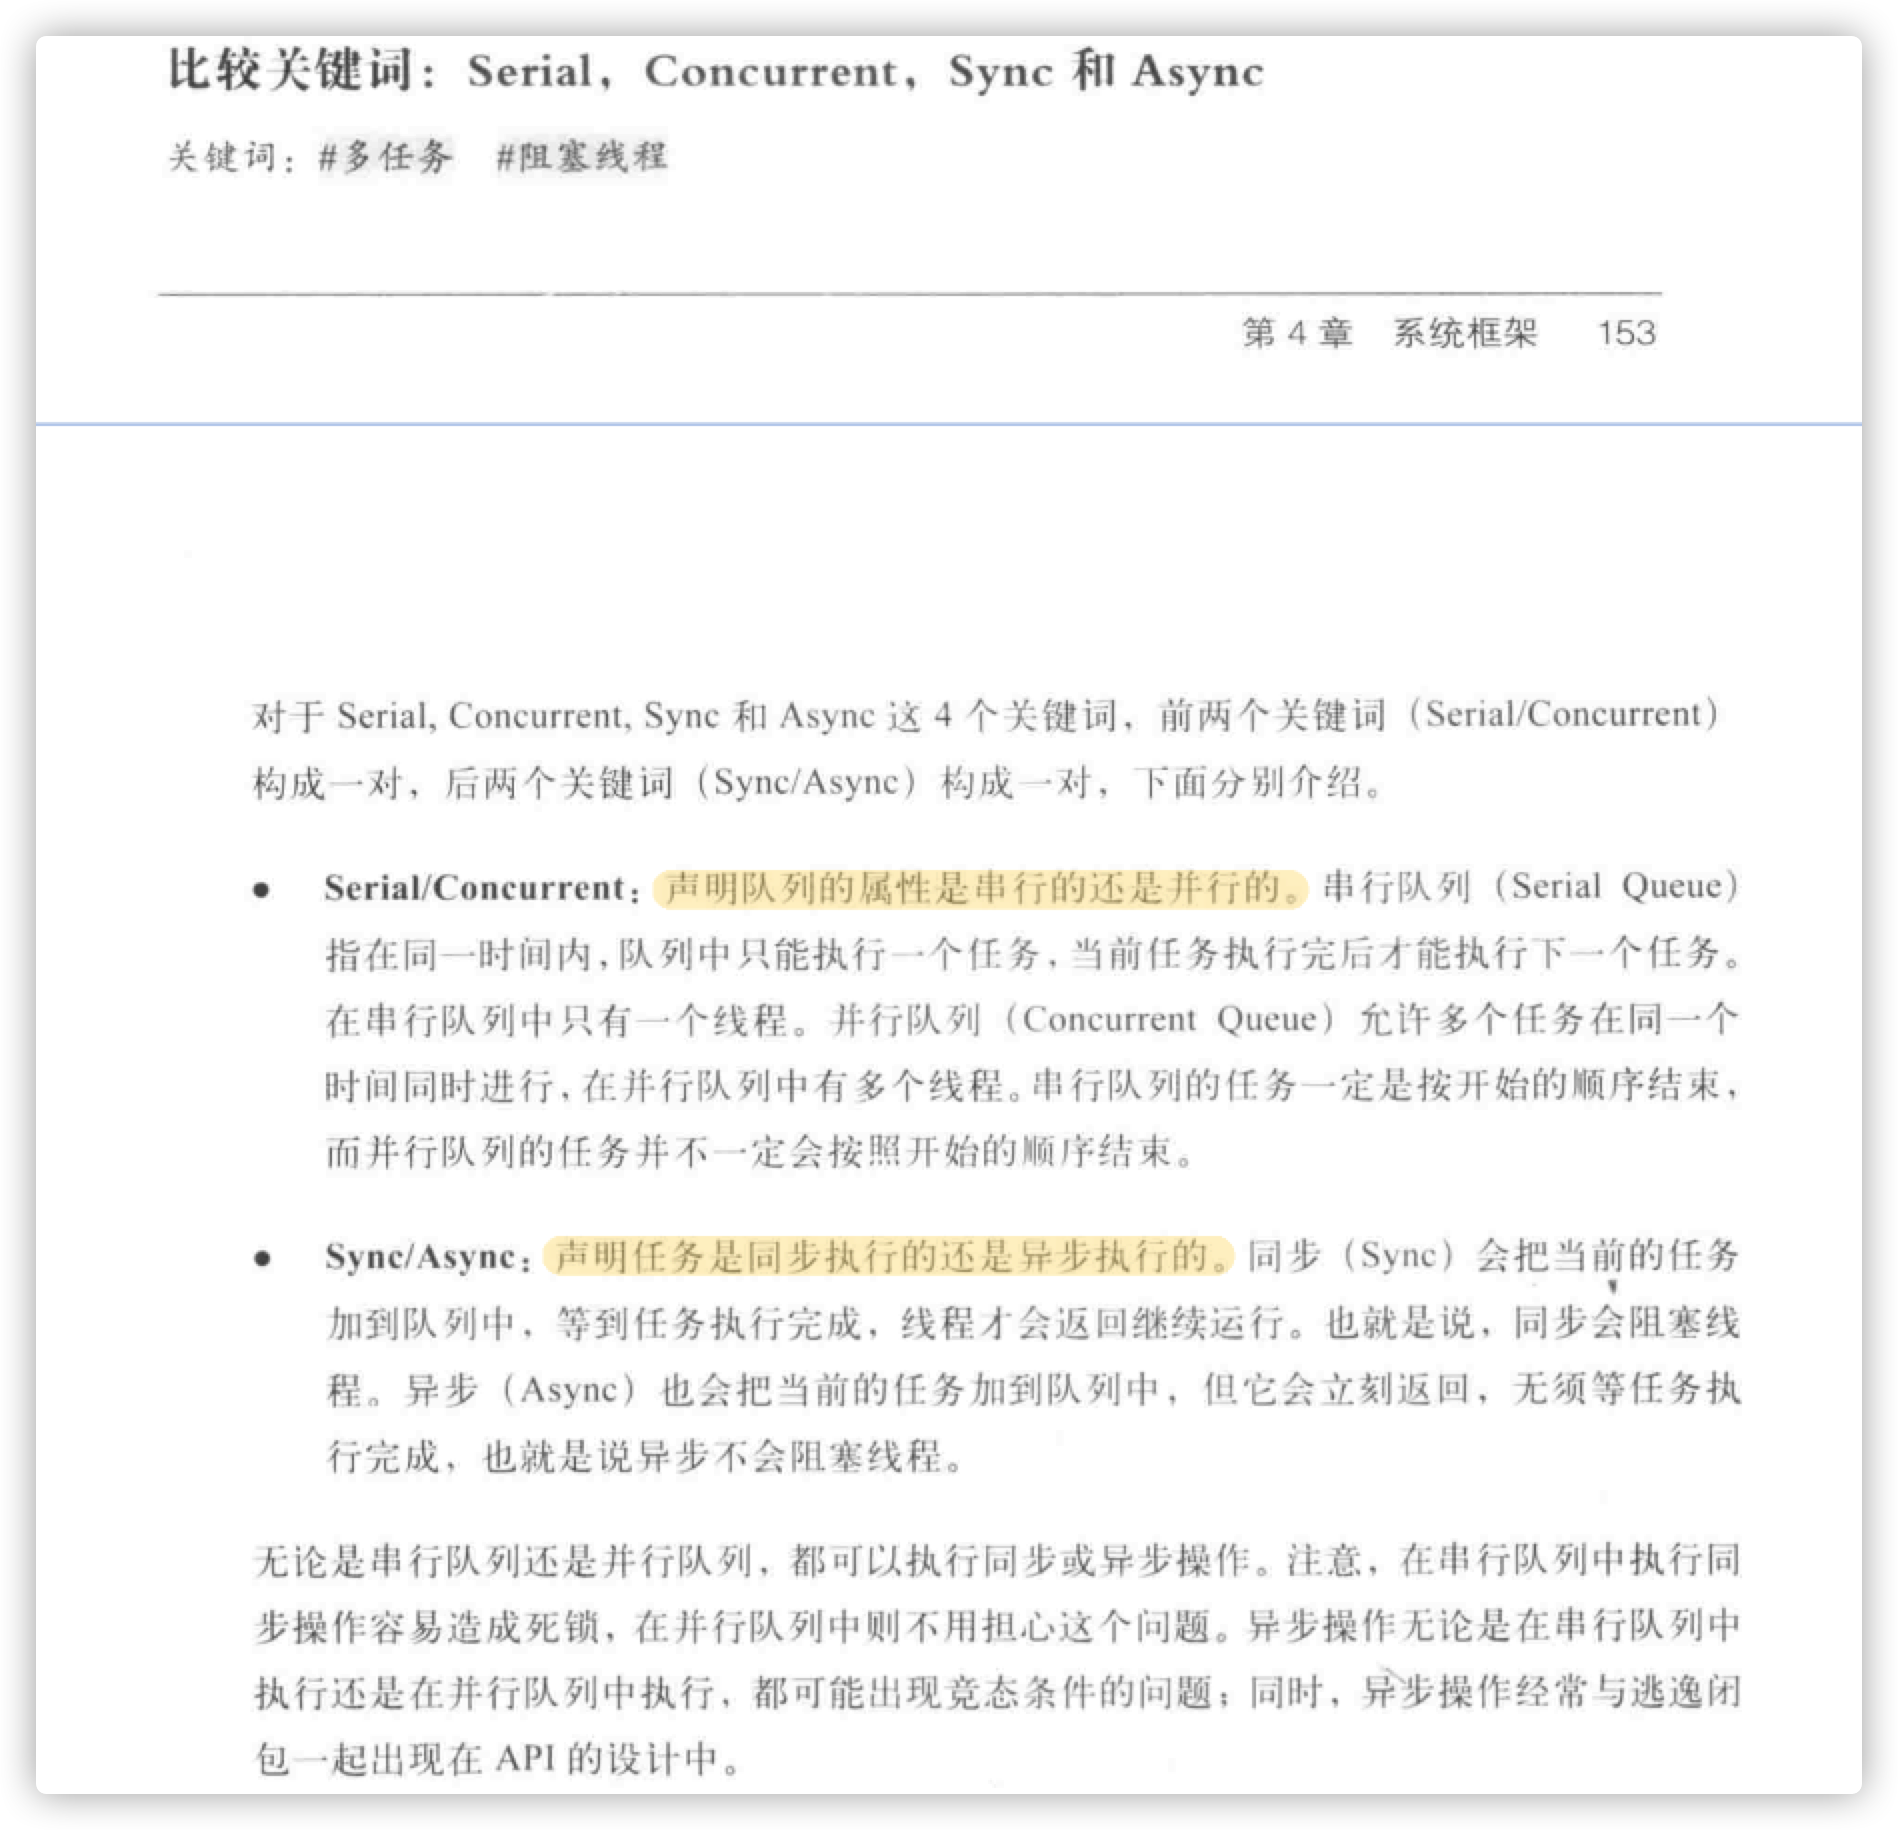 比较关键词：Serial，Concurrent，Sync 和 Async
关键词：#多任务 #阻塞线程
第 4 章 系统框架 153
对于 Serial, Concurrent, Sync 和 Async 这 4 个关键词，前两个关键词（Serial/Concurrent）
构成一对，后两个关键词（Sync/Async）构成一对，下面分别介绍。
● Serial/Concurrent：声明队列的属性是串行的还是并行的。串行队列（Serial Queue）
指在同一时间内，队列中只能执行一个任务，当前任务执行完后才能执行下一个任务。
在串行队列中只有一个线程。并行队列（Concurrent Queue）允许多个任务在同一个
时间同时进行，在并行队列中有多个线程。串行队列的任务一定是按开始的顺序结束，
而并行队列的任务并不一定会按照开始的顺序结束。
● Sync/Async：声明任务是同步执行的还是异步执行的。同步（Sync）会把当前的任务
加到队列中，等到任务执行完成，线程才会返回继续运行。也就是说，同步会阻塞线
程。异步（Async）也会把当前的任务加到队列中，但它会立刻返回，无须等任务执
行完成，也就是说异步不会阻塞线程。
无论是串行队列还是并行队列，都可以执行同步或异步操作。注意，在串行队列中执行同
步操作容易造成死锁，在并行队列中则不用担心这个问题。异步操作无论是在串行队列中
执行还是在并行队列中执行，都可能出现竞态条件的问题；同时，异步操作经常与逃逸闭
包一起出现在 API 的设计中。